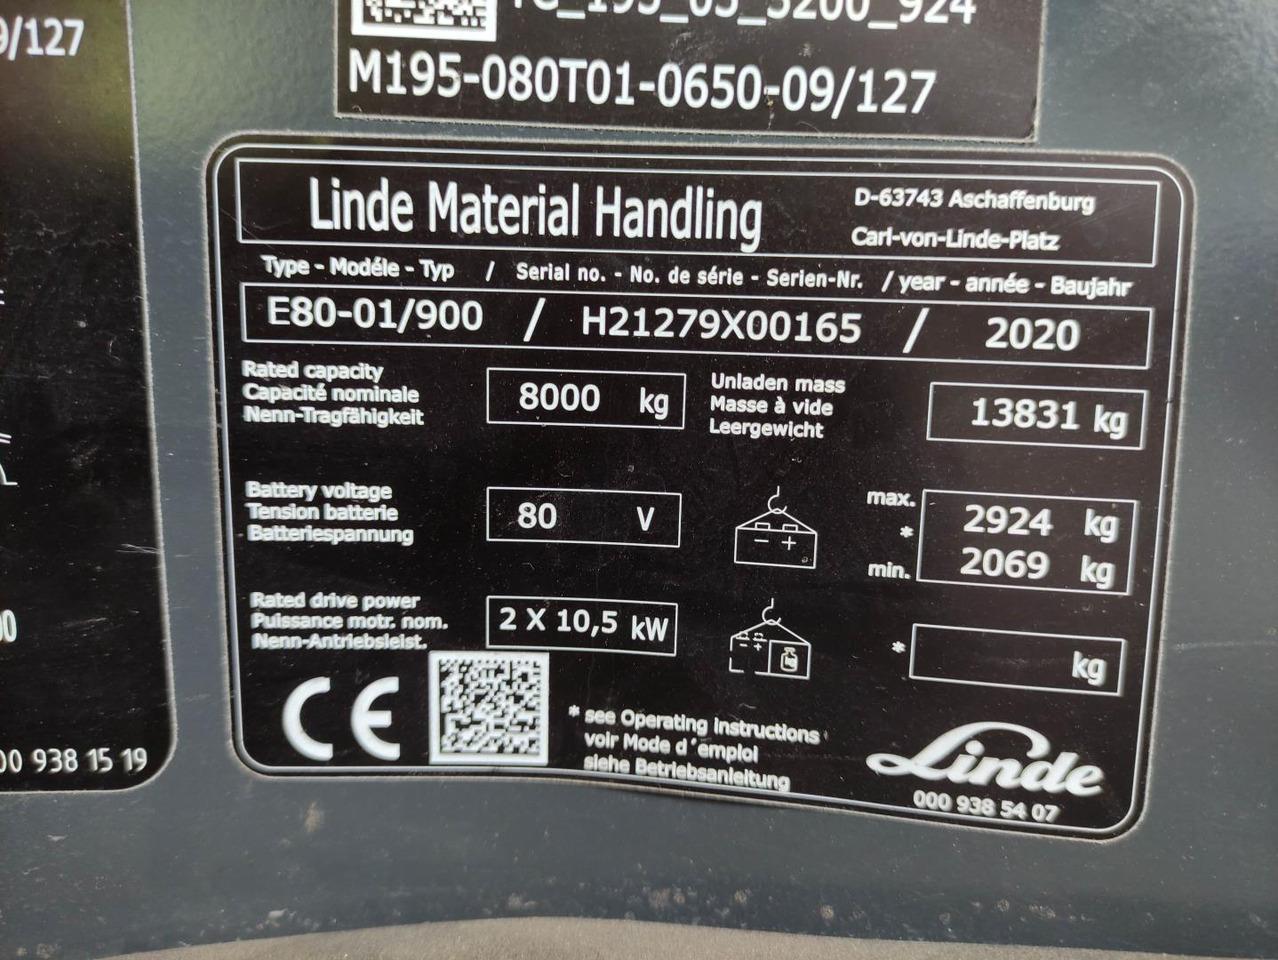 9/127
M195-080T01-0650-09/127
Linde Material Handling
D-63743 Aschaffenburg
Carl-von-Linde-Platz
Type - Modéle - Typ / Serial no. - No. de série - Serien-Nr. / year - année - Baujahr
E80-01/900 / H21279X00165 / 2020
Rated capacity
Capacité nominale
Nenn-Tragfähigkeit
8000 kg
Unladen mass
Masse à vide
Leergewicht
13831 kg
Battery voltage
Tension batterie
Batteriespannung
80 V
- +
max.
*
min.
2924 kg
2069 kg
Rated drive power
Puissance motr. nom.
Nenn-Antriebsleist.
2 X 10,5 kW
- +
kg
*
kg
CE
* see Operating Instructions
voir Mode d'emploi
siehe Betriebsanleitung
Linde
000 938 54 07
00 938 15 19